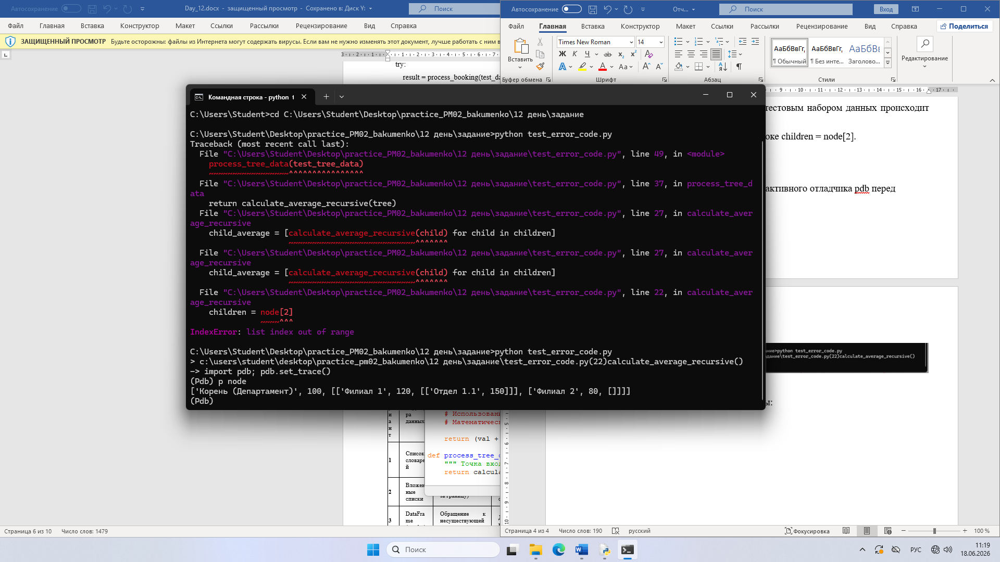 Автосохранение
Day_12.docx - защищенный просмотр - Сохранено в: Диск Y:
Поиск
Файл Главная Вставка Конструктор Макет Ссылки Рассылки Рецензирование Вид Справка
ЗАЩИЩЕННЫЙ ПРОСМОТР Будьте осторожны: файлы из Интернета могут содержать вирусы. Если вам не нужно изменять этот документ, лучше работать с ним в
try:
result = process_booking(test_da
Автосохранение
Отч...
Поиск
Вход
Файл Главная Вставка Конструктор Макет Ссылки Рассылки Рецензирование Вид Справка Поделиться
Вставить
Times New Roman 14
АаБбВвГг, АаБбВвГг, АаБбВв
¶ Обычный ¶ Без инте... Заголово...
Редактирование
Буфер обмена Шрифт Абзац Стили
тестовым набором данных происходит
оке children = node[2].
активного отладчика pdb перед
ание>python test_error_code.py
адание\test_error_code.py(22)calculate_average_recursive()
ы:
Командная строка - python t
C:\Users\Student>cd C:\Users\Student\Desktop\practice_PM02_bakumenko\12 день\задание
C:\Users\Student\Desktop\practice_PM02_bakumenko\12 день\задание>python test_error_code.py
Traceback (most recent call last):
File "C:\Users\Student\Desktop\practice_PM02_bakumenko\12 день\задание\test_error_code.py", line 49, in <module>
process_tree_data(test_tree_data)
~~~~~~~~~~~~~~~~~^^^^^^^^^^^^^^^^
File "C:\Users\Student\Desktop\practice_PM02_bakumenko\12 день\задание\test_error_code.py", line 37, in process_tree_d
ata
return calculate_average_recursive(tree)
File "C:\Users\Student\Desktop\practice_PM02_bakumenko\12 день\задание\test_error_code.py", line 27, in calculate_aver
age_recursive
child_average = [calculate_average_recursive(child) for child in children]
~~~~~~~~~~~~~~~~~~~~~~~~~~~^^^^^^^
File "C:\Users\Student\Desktop\practice_PM02_bakumenko\12 день\задание\test_error_code.py", line 27, in calculate_aver
age_recursive
child_average = [calculate_average_recursive(child) for child in children]
~~~~~~~~~~~~~~~~~~~~~~~~~~~^^^^^^^
File "C:\Users\Student\Desktop\practice_PM02_bakumenko\12 день\задание\test_error_code.py", line 22, in calculate_aver
age_recursive
children = node[2]
~~~~^^^
IndexError: list index out of range
C:\Users\Student\Desktop\practice_PM02_bakumenko\12 день\задание>python test_error_code.py
> c:\users\student\desktop\practice_pm02_bakumenko\12 день\задание\test_error_code.py(22)calculate_average_recursive()
-> import pdb; pdb.set_trace()
(Pdb) p node
['Корень (Департамент)', 100, [['Филиал 1', 120, [['Отдел 1.1', 150]]], ['Филиал 2', 80, []]]]
(Pdb)
и
а
н
т
ра
данных
1
Список
словаре
й
2
Вложен
ные
списки
за границу)
3
DataFra
me
Обращение к
несуществующей
# Использовани
# Математическ
return (val +
def process_tree_d
""" Точка вход
return calcula
Страница 6 из 10 Число слов: 1479
Страница 4 из 4 Число слов: 190 русский Фокусировка 100 %
Поиск
РУС
11:19
18.06.2026